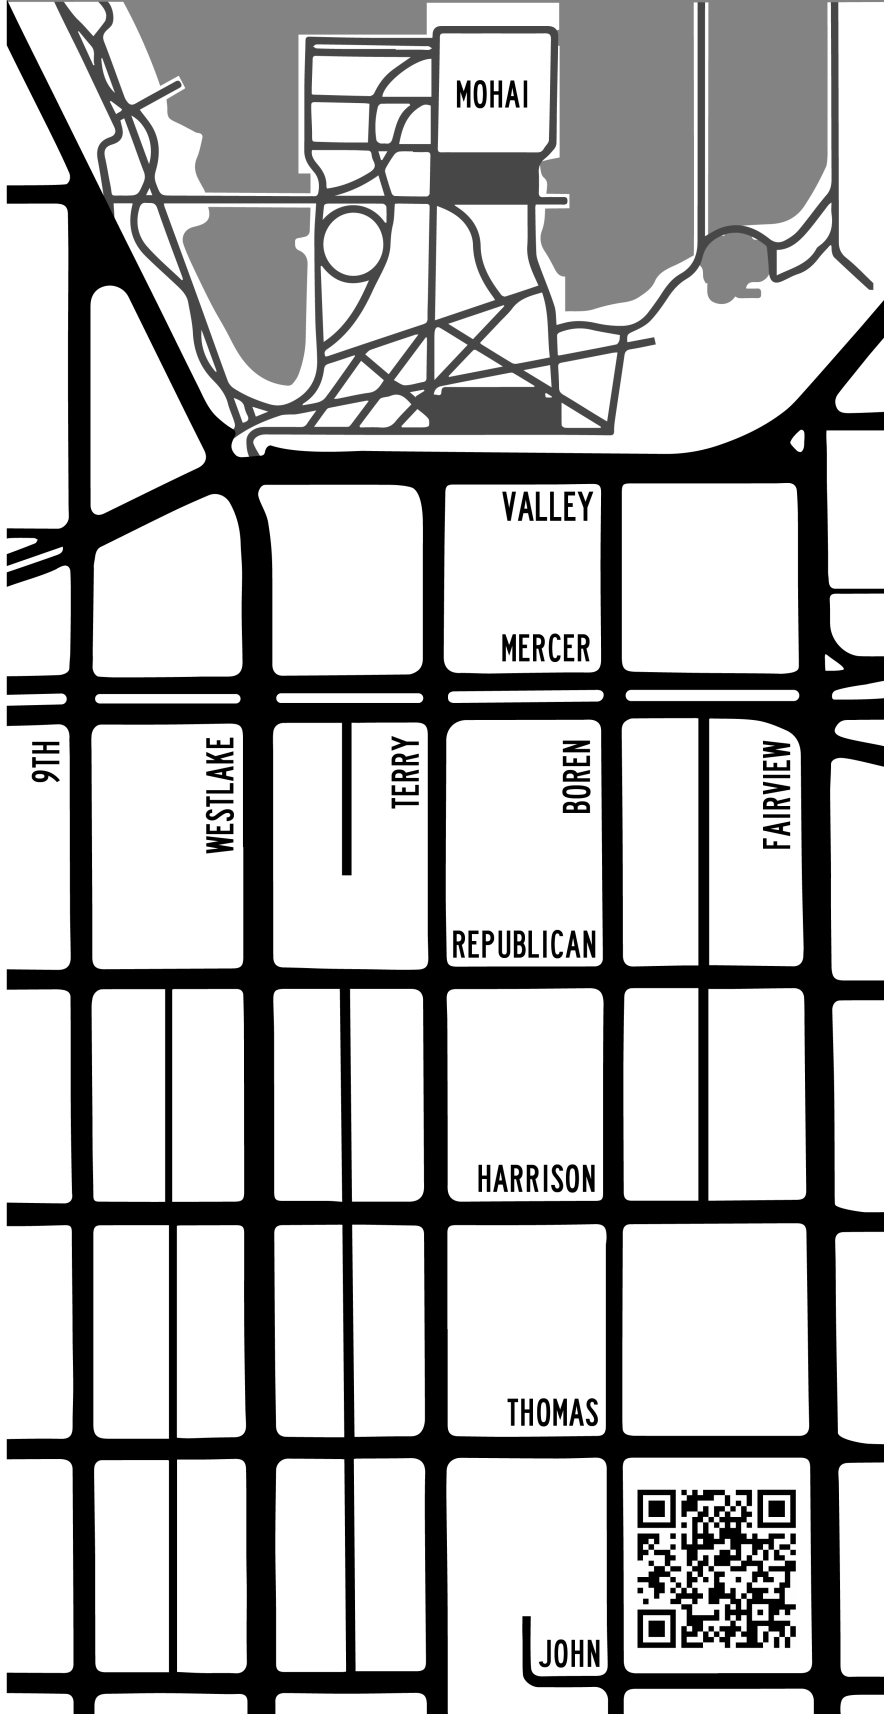 MOHAI
VALLEY
MERCER
9TH
WESTLAKE
TERRY
BOREN
FAIRVIEW
REPUBLICAN
HARRISON
THOMAS
JOHN